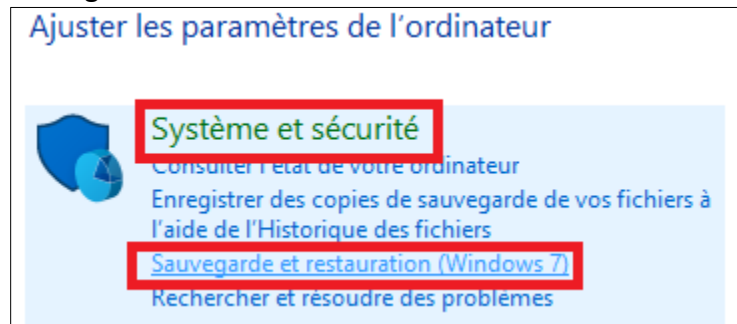 Ajuster les paramètres de l'ordinateur
Système et sécurité
Consulter l'état de votre ordinateur
Enregistrer des copies de sauvegarde de vos fichiers à
l'aide de l'Historique des fichiers
Sauvegarde et restauration (Windows 7)
Rechercher et résoudre des problèmes